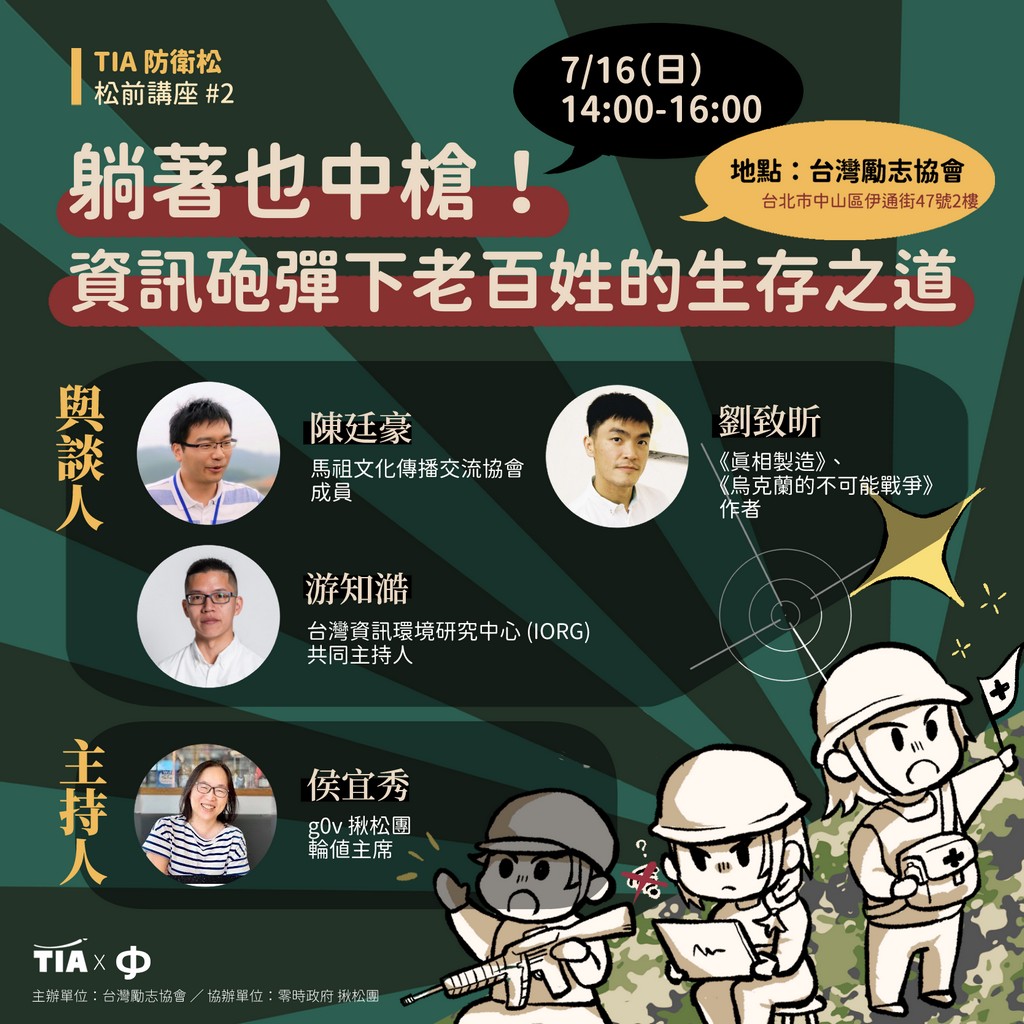 TIA 防衛松
松前講座 #2
7/16(日)
14:00-16:00
地點：台灣勵志協會
台北市中山區伊通街47號2樓
躺著也中槍！
資訊砲彈下老百姓的生存之道
與談人
陳廷豪
馬祖文化傳播交流協會
成員
劉致昕
《真相製造》、
《烏克蘭的不可能戰爭》
作者
游知澔
台灣資訊環境研究中心 (IORG)
共同主持人
主持人
侯宜秀
g0v 揪松團
輪值主席
TIA x
主辦單位：台灣勵志協會 ／ 協辦單位：零時政府 揪松團